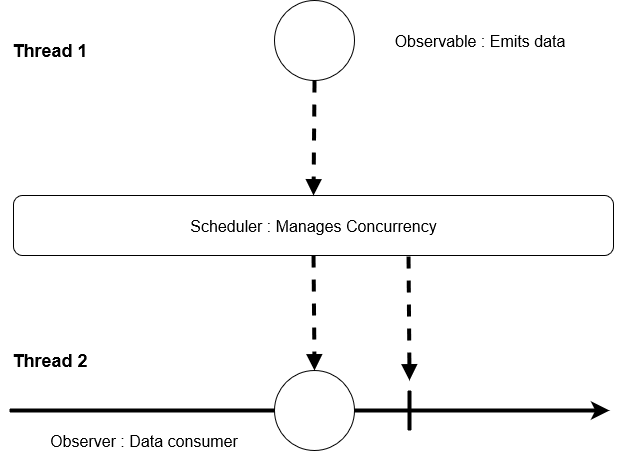 Observable : Emits data
Thread 1
Scheduler : Manages Concurrency
Thread 2
Observer : Data consumer